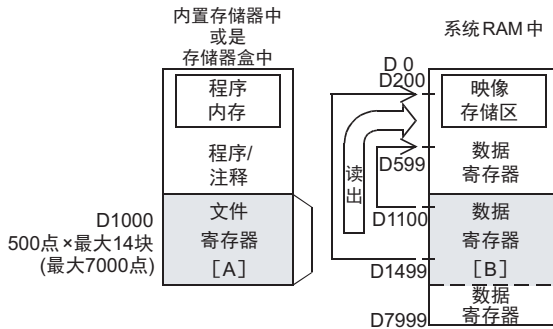 内置存储器中
或是
存储器盒中
程序
内存
程序/
注释
文件
寄存器
[A]
D1000
500点×最大14块
(最大7000点)
系统RAM中
D 0
D200
D599
D1100
D1499
D7999
读出
映像
存储区
数据
寄存器
数据
寄存器
[B]
数据
寄存器